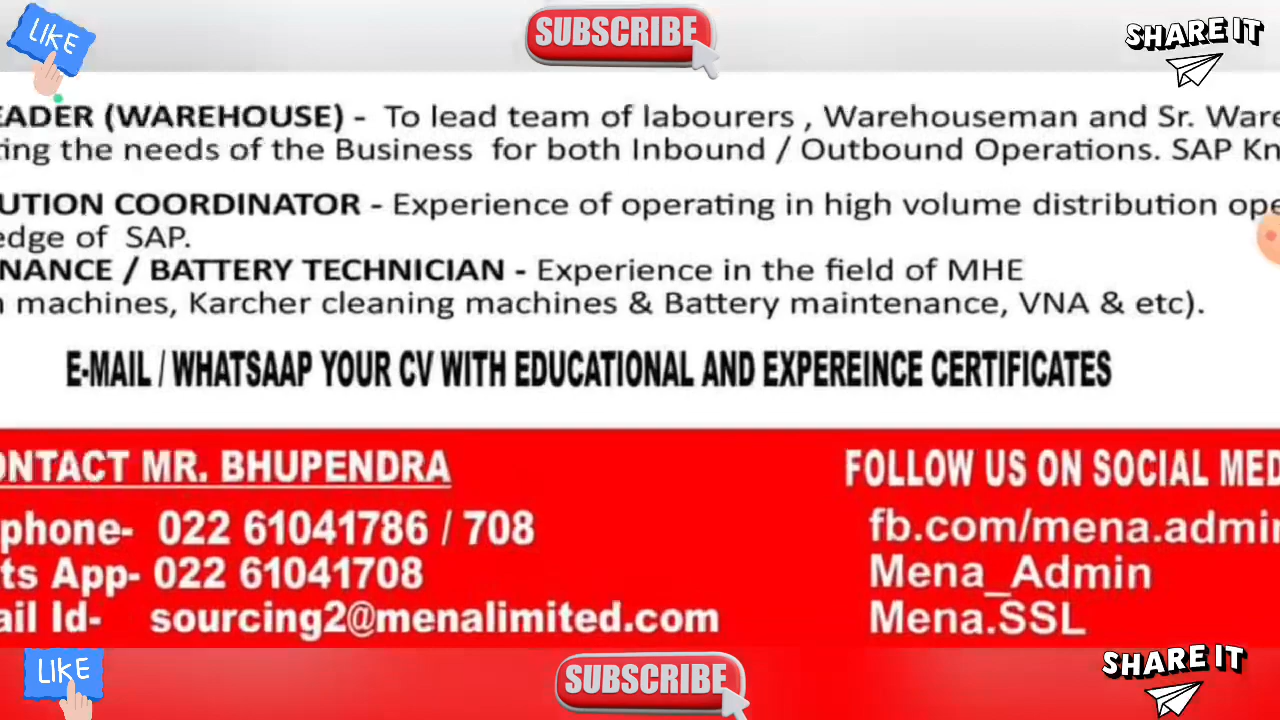 LIKE
SUBSCRIBE
SHARE IT
EADER (WAREHOUSE) - To lead team of labourers , Warehouseman and Sr. Ware
ting the needs of the Business for both Inbound / Outbound Operations. SAP Kn
UTION COORDINATOR - Experience of operating in high volume distribution ope
edge of SAP.
NANCE / BATTERY TECHNICIAN - Experience in the field of MHE
n machines, Karcher cleaning machines & Battery maintenance, VNA & etc).
E-MAIL / WHATSAAP YOUR CV WITH EDUCATIONAL AND EXPEREINCE CERTIFICATES
ONTACT MR. BHUPENDRA
phone- 022 61041786 / 708
ts App- 022 61041708
ail Id- sourcing2@menalimited.com
FOLLOW US ON SOCIAL MED
fb.com/mena.admin
Mena_Admin
Mena.SSL
LIKE
SUBSCRIBE
SHARE IT